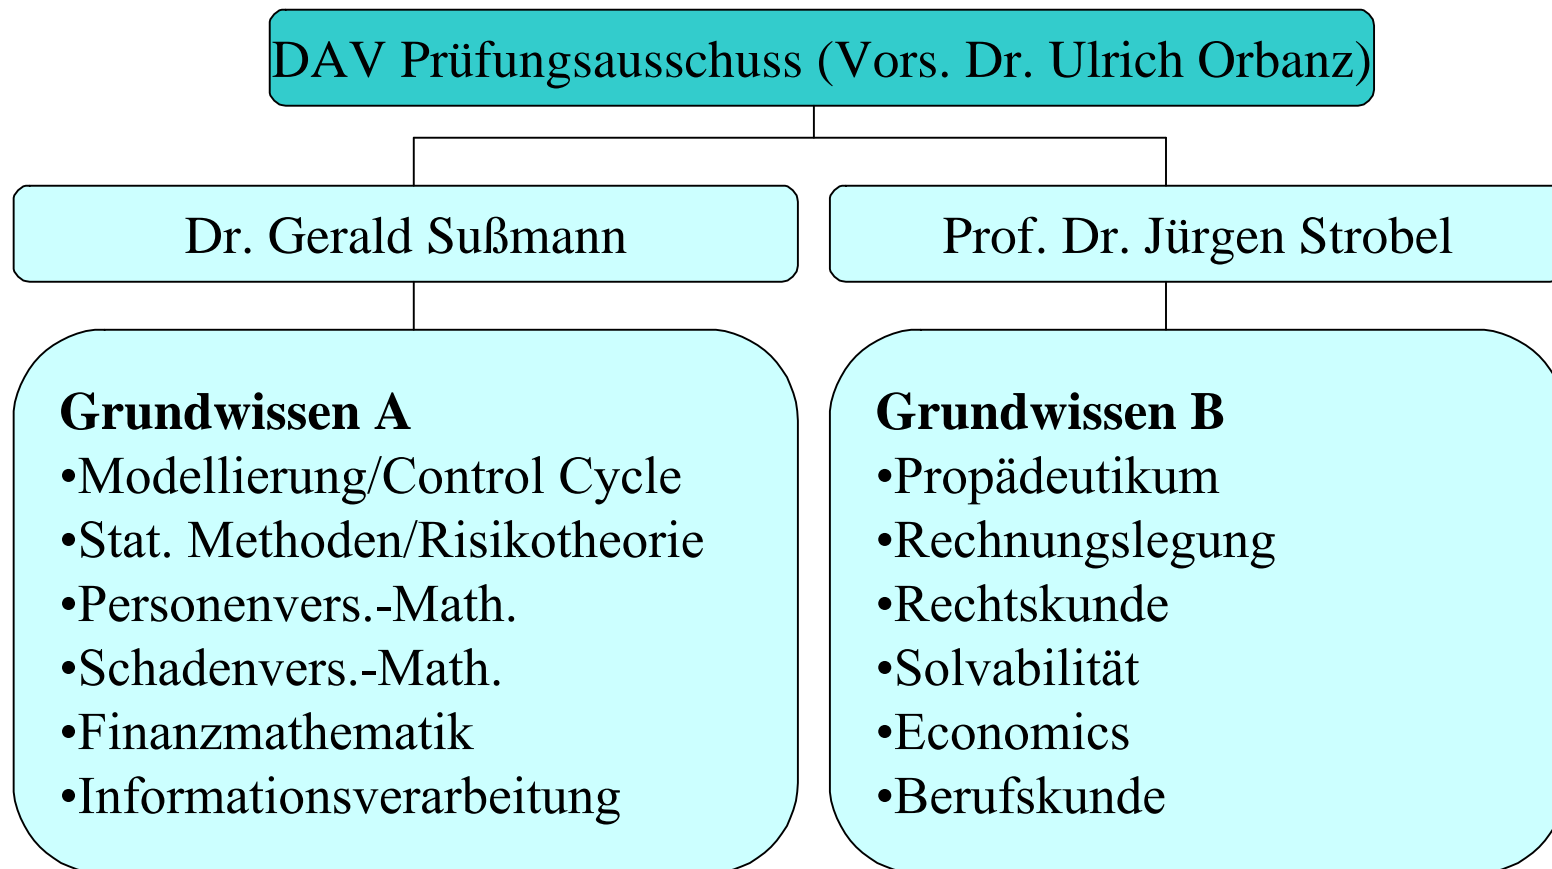 DAV Prüfungsausschuss (Vors. Dr. Ulrich Orbanz)
Dr. Gerald Sußmann
Prof. Dr. Jürgen Strobel
Grundwissen A
•Modellierung/Control Cycle
•Stat. Methoden/Risikotheorie
•Personenvers.-Math.
•Schadenvers.-Math.
•Finanzmathematik
•Informationsverarbeitung
Grundwissen B
•Propädeutikum
•Rechnungslegung
•Rechtskunde
•Solvabilität
•Economics
•Berufskunde